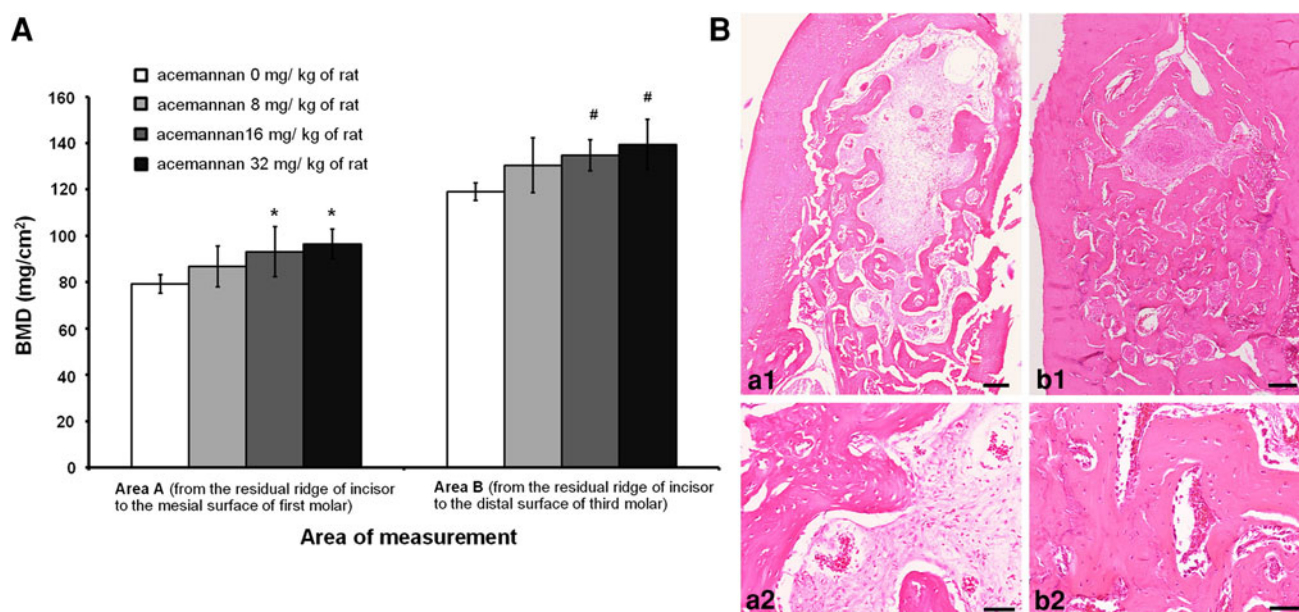 A
acemannan 0 mg/ kg of rat
acemannan 8 mg/ kg of rat
acemannan16 mg/ kg of rat
acemannan 32 mg/ kg of rat
BMD (mg/cm²)
160
140
120
100
80
60
40
20
0
*
*
#
#
Area A (from the residual ridge of incisor
to the mesial surface of first molar)
Area B (from the residual ridge of incisor
to the distal surface of third molar)
Area of measurement
B
a1
b1
a2
b2